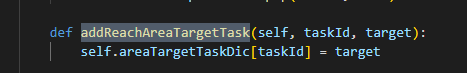 def addReachAreaTargetTask(self, taskId, target):
self.areaTargetTaskDic[taskId] = target